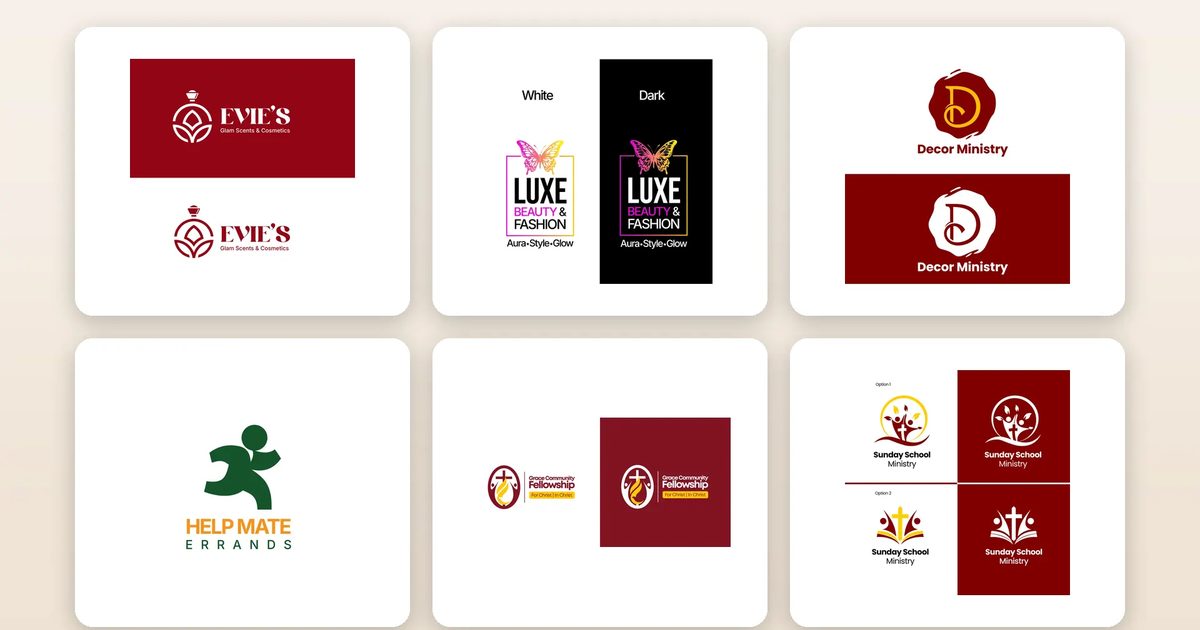 EVIE'S
Glam Scents & Cosmetics
EVIE'S
Glam Scents & Cosmetics
White
LUXE
BEAUTY &
FASHION
Aura•Style•Glow
Dark
LUXE
BEAUTY &
FASHION
Aura•Style•Glow
D
Decor Ministry
D
Decor Ministry
HELP MATE
ERRANDS
Grace Community
Fellowship
For Christ | In Christ
Grace Community
Fellowship
For Christ | In Christ
Option 1
Sunday School
Ministry
Sunday School
Ministry
Option 2
Sunday School
Ministry
Sunday School
Ministry